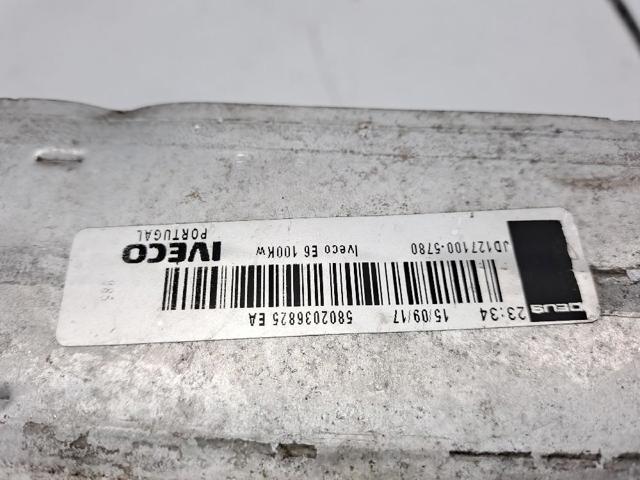 IVECO
PORTUGAL
Iveco E6 100Kw
JD127100-5780
5802036825 EA
15/09/17
23:34